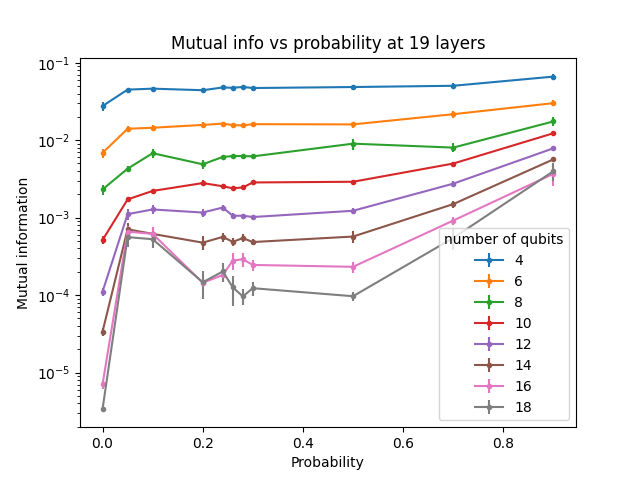 Mutual info vs probability at 19 layers
Mutual information
10⁻¹
10⁻²
10⁻³
10⁻⁴
10⁻⁵
0.0 0.2 0.4 0.6 0.8
Probability
number of qubits
4
6
8
10
12
14
16
18